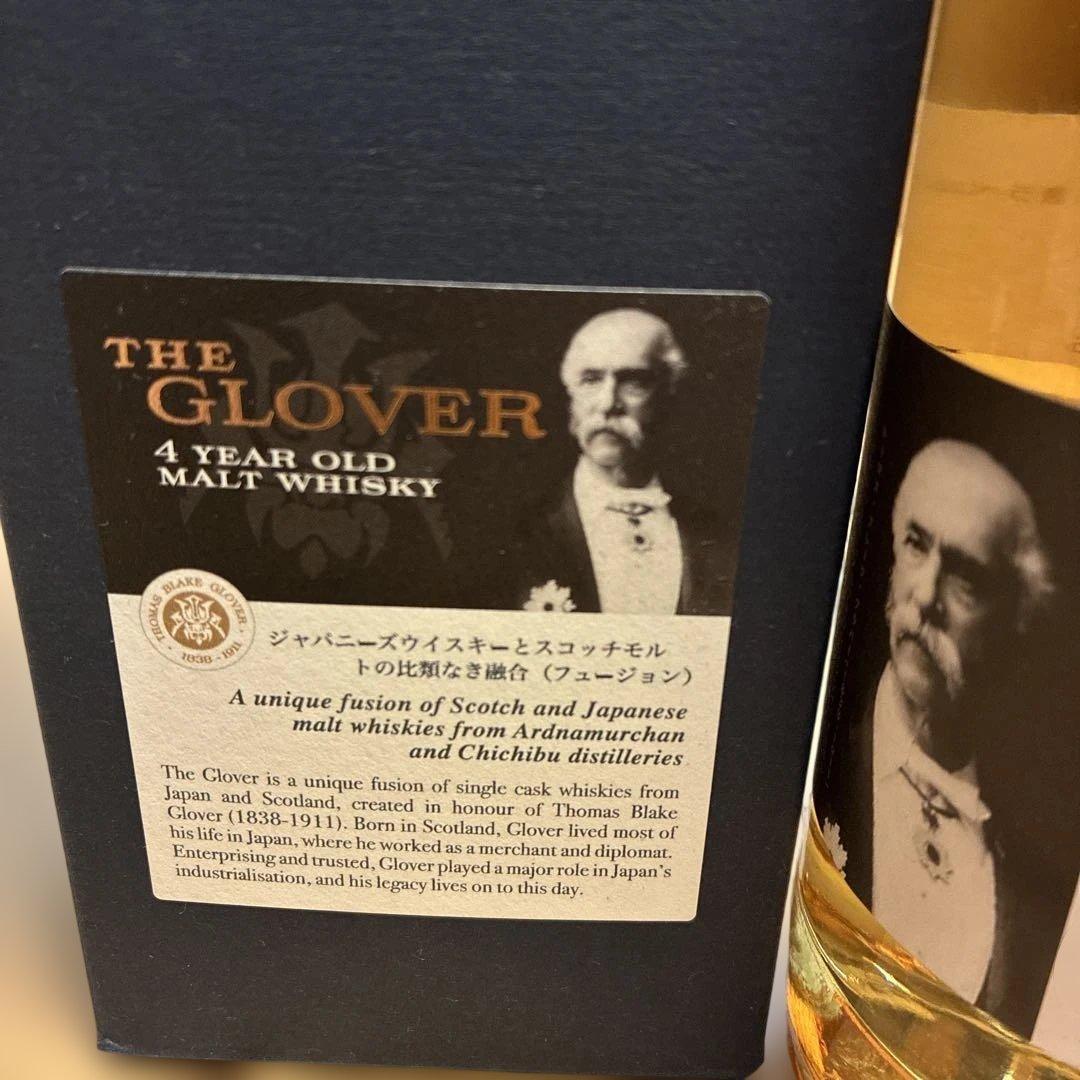 THE
GLOVER
4 YEAR OLD
MALT WHISKY
THOMAS BLAKE GLOVER
1838-1911
ジャパニーズウイスキーとスコッチモル
トの比類なき融合（フュージョン）
A unique fusion of Scotch and Japanese
malt whiskies from Ardnamurchan
and Chichibu distilleries
The Glover is a unique fusion of single cask whiskies from
Japan and Scotland, created in honour of Thomas Blake
Glover (1838-1911). Born in Scotland, Glover lived most of
his life in Japan, where he worked as a merchant and diplomat.
Enterprising and trusted, Glover played a major role in Japan's
industrialisation, and his legacy lives on to this day.